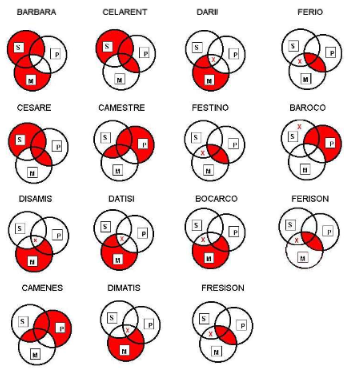 BARBARA CELARENT DARII FERIO
S P S P S P X S P X
M M M M
CESARE CAMESTRE FESTINO BAROCO
S P S P S P X X S P
M M M M
DISAMIS DATISI BOCARCO FERISON
S P X S P X S P X S P X
M M M M
CAMENES DIMATIS FRESISON
S P S P X S P X
M M M